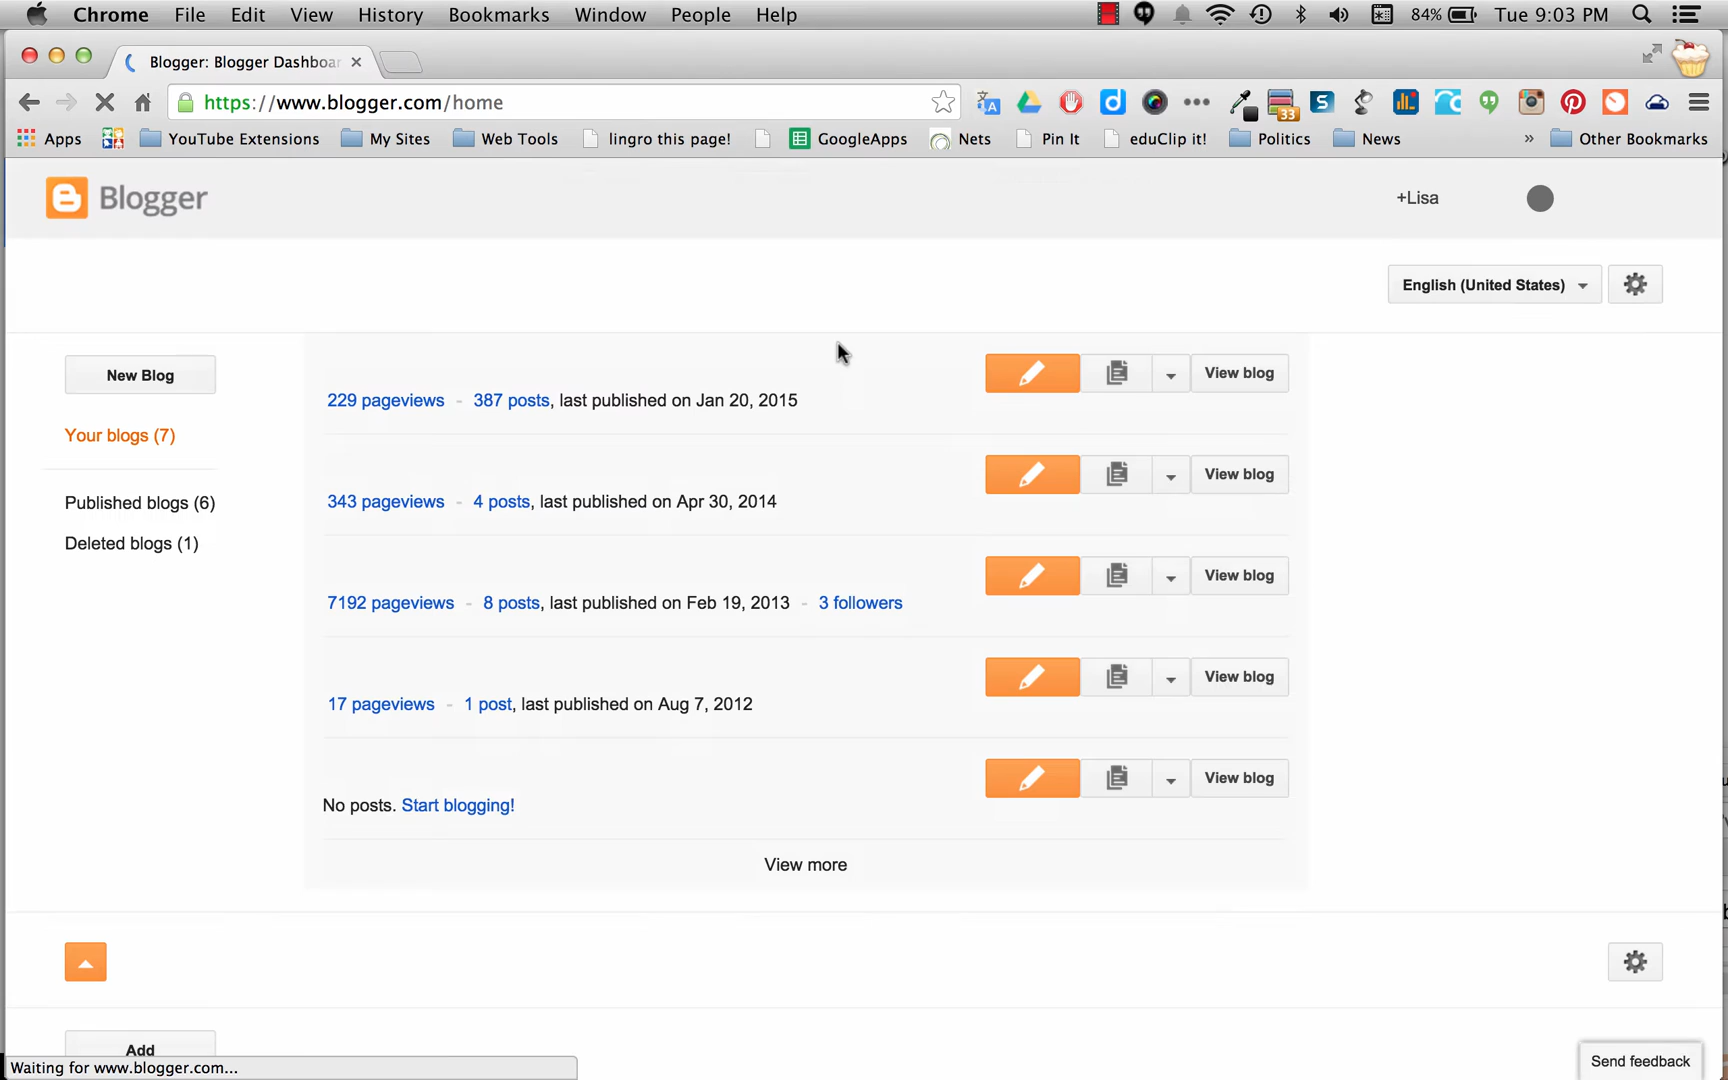 Chrome File Edit View History Bookmarks Window People Help 84% Tue 9:03 PM
Blogger: Blogger Dashboar
https://www.blogger.com/home
33
Apps YouTube Extensions My Sites Web Tools lingro this page! GoogleApps Nets Pin It eduClip it! Politics News » Other Bookmarks
Blogger +Lisa
English (United States)
New Blog
View blog
229 pageviews - 387 posts, last published on Jan 20, 2015
Your blogs (7)
View blog
Published blogs (6)
343 pageviews - 4 posts, last published on Apr 30, 2014
Deleted blogs (1)
View blog
7192 pageviews - 8 posts, last published on Feb 19, 2013 - 3 followers
View blog
17 pageviews - 1 post, last published on Aug 7, 2012
View blog
No posts. Start blogging!
View more
Add
Waiting for www.blogger.com...
Send feedback